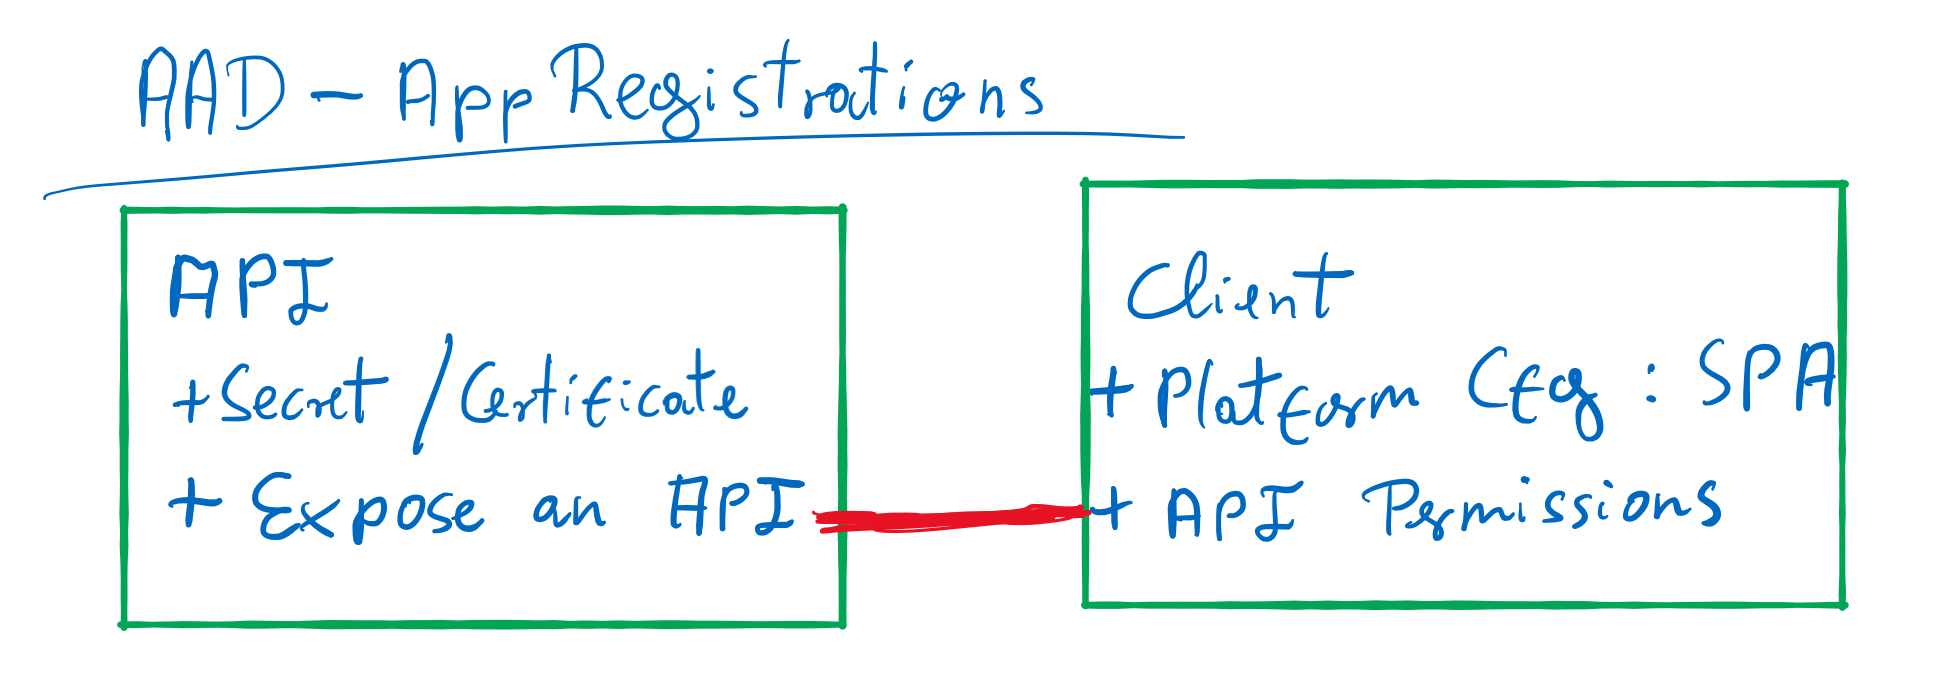 AAD - App Registrations
API
+ Secret / Certificate
+ Expose an API
Client
+ Platform Cfg : SPA
+ API Permissions